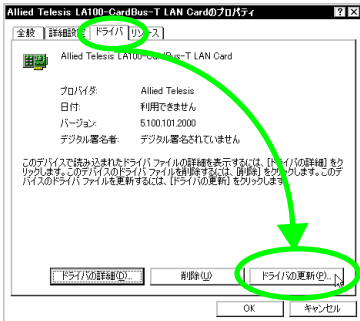 Allied Telesis LA100-CardBus-T LAN Cardのプロパティ
全般 詳細設定 ドライバ リソース
Allied Telesis LA100-CardBus-T LAN Card
プロバイダ: Allied Telesis
日付: 利用できません
バージョン: 5.100.101.2000
デジタル署名者: デジタル署名されていません
このデバイスで読み込まれたドライバ ファイルの詳細を表示するには、[ドライバの詳細] をク
リックします。このデバイスのドライバ ファイルを削除するには、[削除] をクリックします。このデ
バイスのドライバ ファイルを更新するには、[ドライバの更新] をクリックします。
ドライバの詳細(D)... 削除(U) ドライバの更新(P)...
OK キャンセル